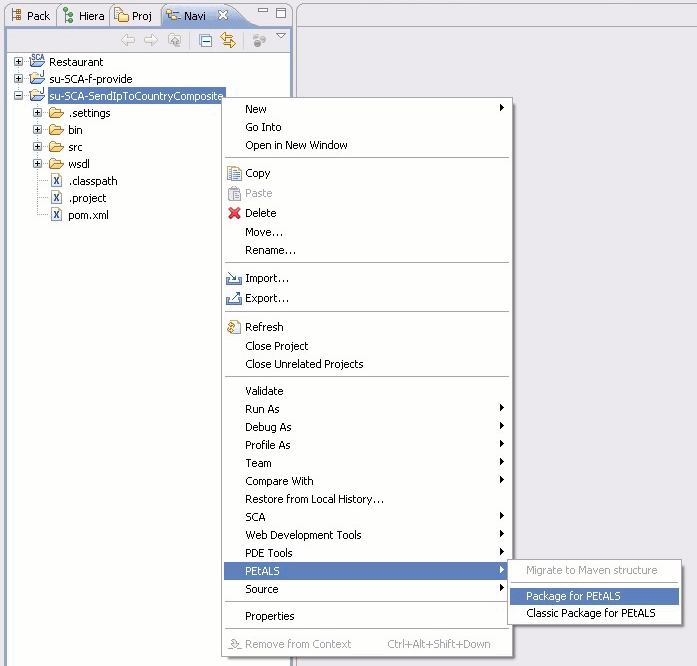 Pack
Hiera
Proj
Navi
Restaurant
su-SCA-f-provide
su-SCA-SendIpToCountryComposite
.settings
bin
src
wsdl
.classpath
.project
pom.xml
New
Go Into
Open in New Window
Copy
Paste
Delete
Move...
Rename...
Import...
Export...
Refresh
Close Project
Close Unrelated Projects
Validate
Run As
Debug As
Profile As
Team
Compare With
Restore from Local History...
SCA
Web Development Tools
PDE Tools
PEtALS
Source
Properties
Remove from Context Ctrl+Alt+Shift+Down
Migrate to Maven structure
Package for PEtALS
Classic Package for PEtALS